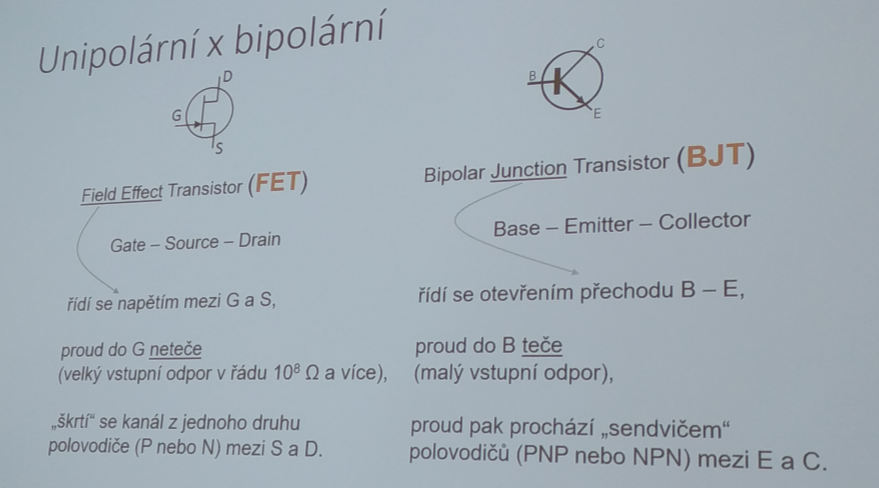 Unipolární x bipolární
D
G
S
Field Effect Transistor (FET)
Gate – Source – Drain
řídí se napětím mezi G a S,
proud do G neteče
(velký vstupní odpor v řádu 10⁸ Ω a více),
„škrtí“ se kanál z jednoho druhu
polovodiče (P nebo N) mezi S a D.
C
B
E
Bipolar Junction Transistor (BJT)
Base – Emitter – Collector
řídí se otevřením přechodu B – E,
proud do B teče
(malý vstupní odpor),
proud pak prochází „sendvičem“
polovodičů (PNP nebo NPN) mezi E a C.